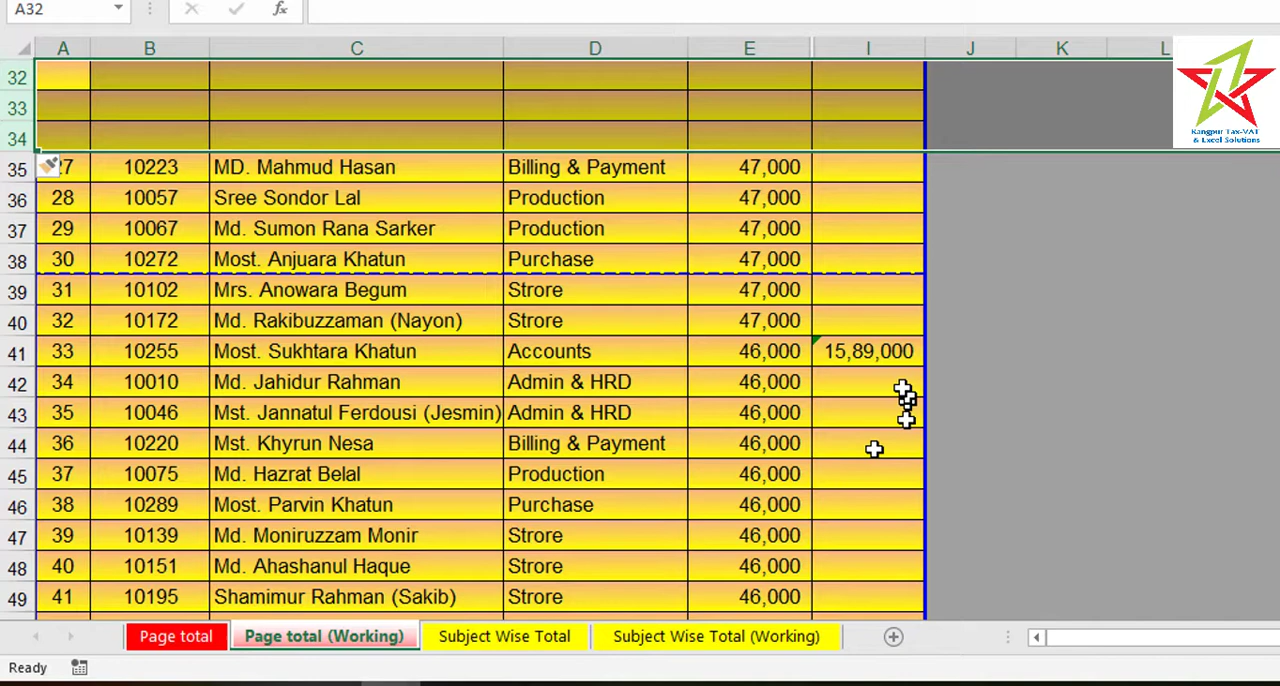 A32
fx
A B C D E I J K L
32
33
34
35 27 10223 MD. Mahmud Hasan Billing & Payment 47,000
36 28 10057 Sree Sondor Lal Production 47,000
37 29 10067 Md. Sumon Rana Sarker Production 47,000
38 30 10272 Most. Anjuara Khatun Purchase 47,000
39 31 10102 Mrs. Anowara Begum Strore 47,000
40 32 10172 Md. Rakibuzzaman (Nayon) Strore 47,000
41 33 10255 Most. Sukhtara Khatun Accounts 46,000 15,89,000
42 34 10010 Md. Jahidur Rahman Admin & HRD 46,000
43 35 10046 Mst. Jannatul Ferdousi (Jesmin) Admin & HRD 46,000
44 36 10220 Mst. Khyrun Nesa Billing & Payment 46,000
45 37 10075 Md. Hazrat Belal Production 46,000
46 38 10289 Most. Parvin Khatun Purchase 46,000
47 39 10139 Md. Moniruzzam Monir Strore 46,000
48 40 10151 Md. Ahashanul Haque Strore 46,000
49 41 10195 Shamimur Rahman (Sakib) Strore 46,000
Page total Page total (Working) Subject Wise Total Subject Wise Total (Working)
Ready
Rangpur Tax-VAT
& Excel Solutions